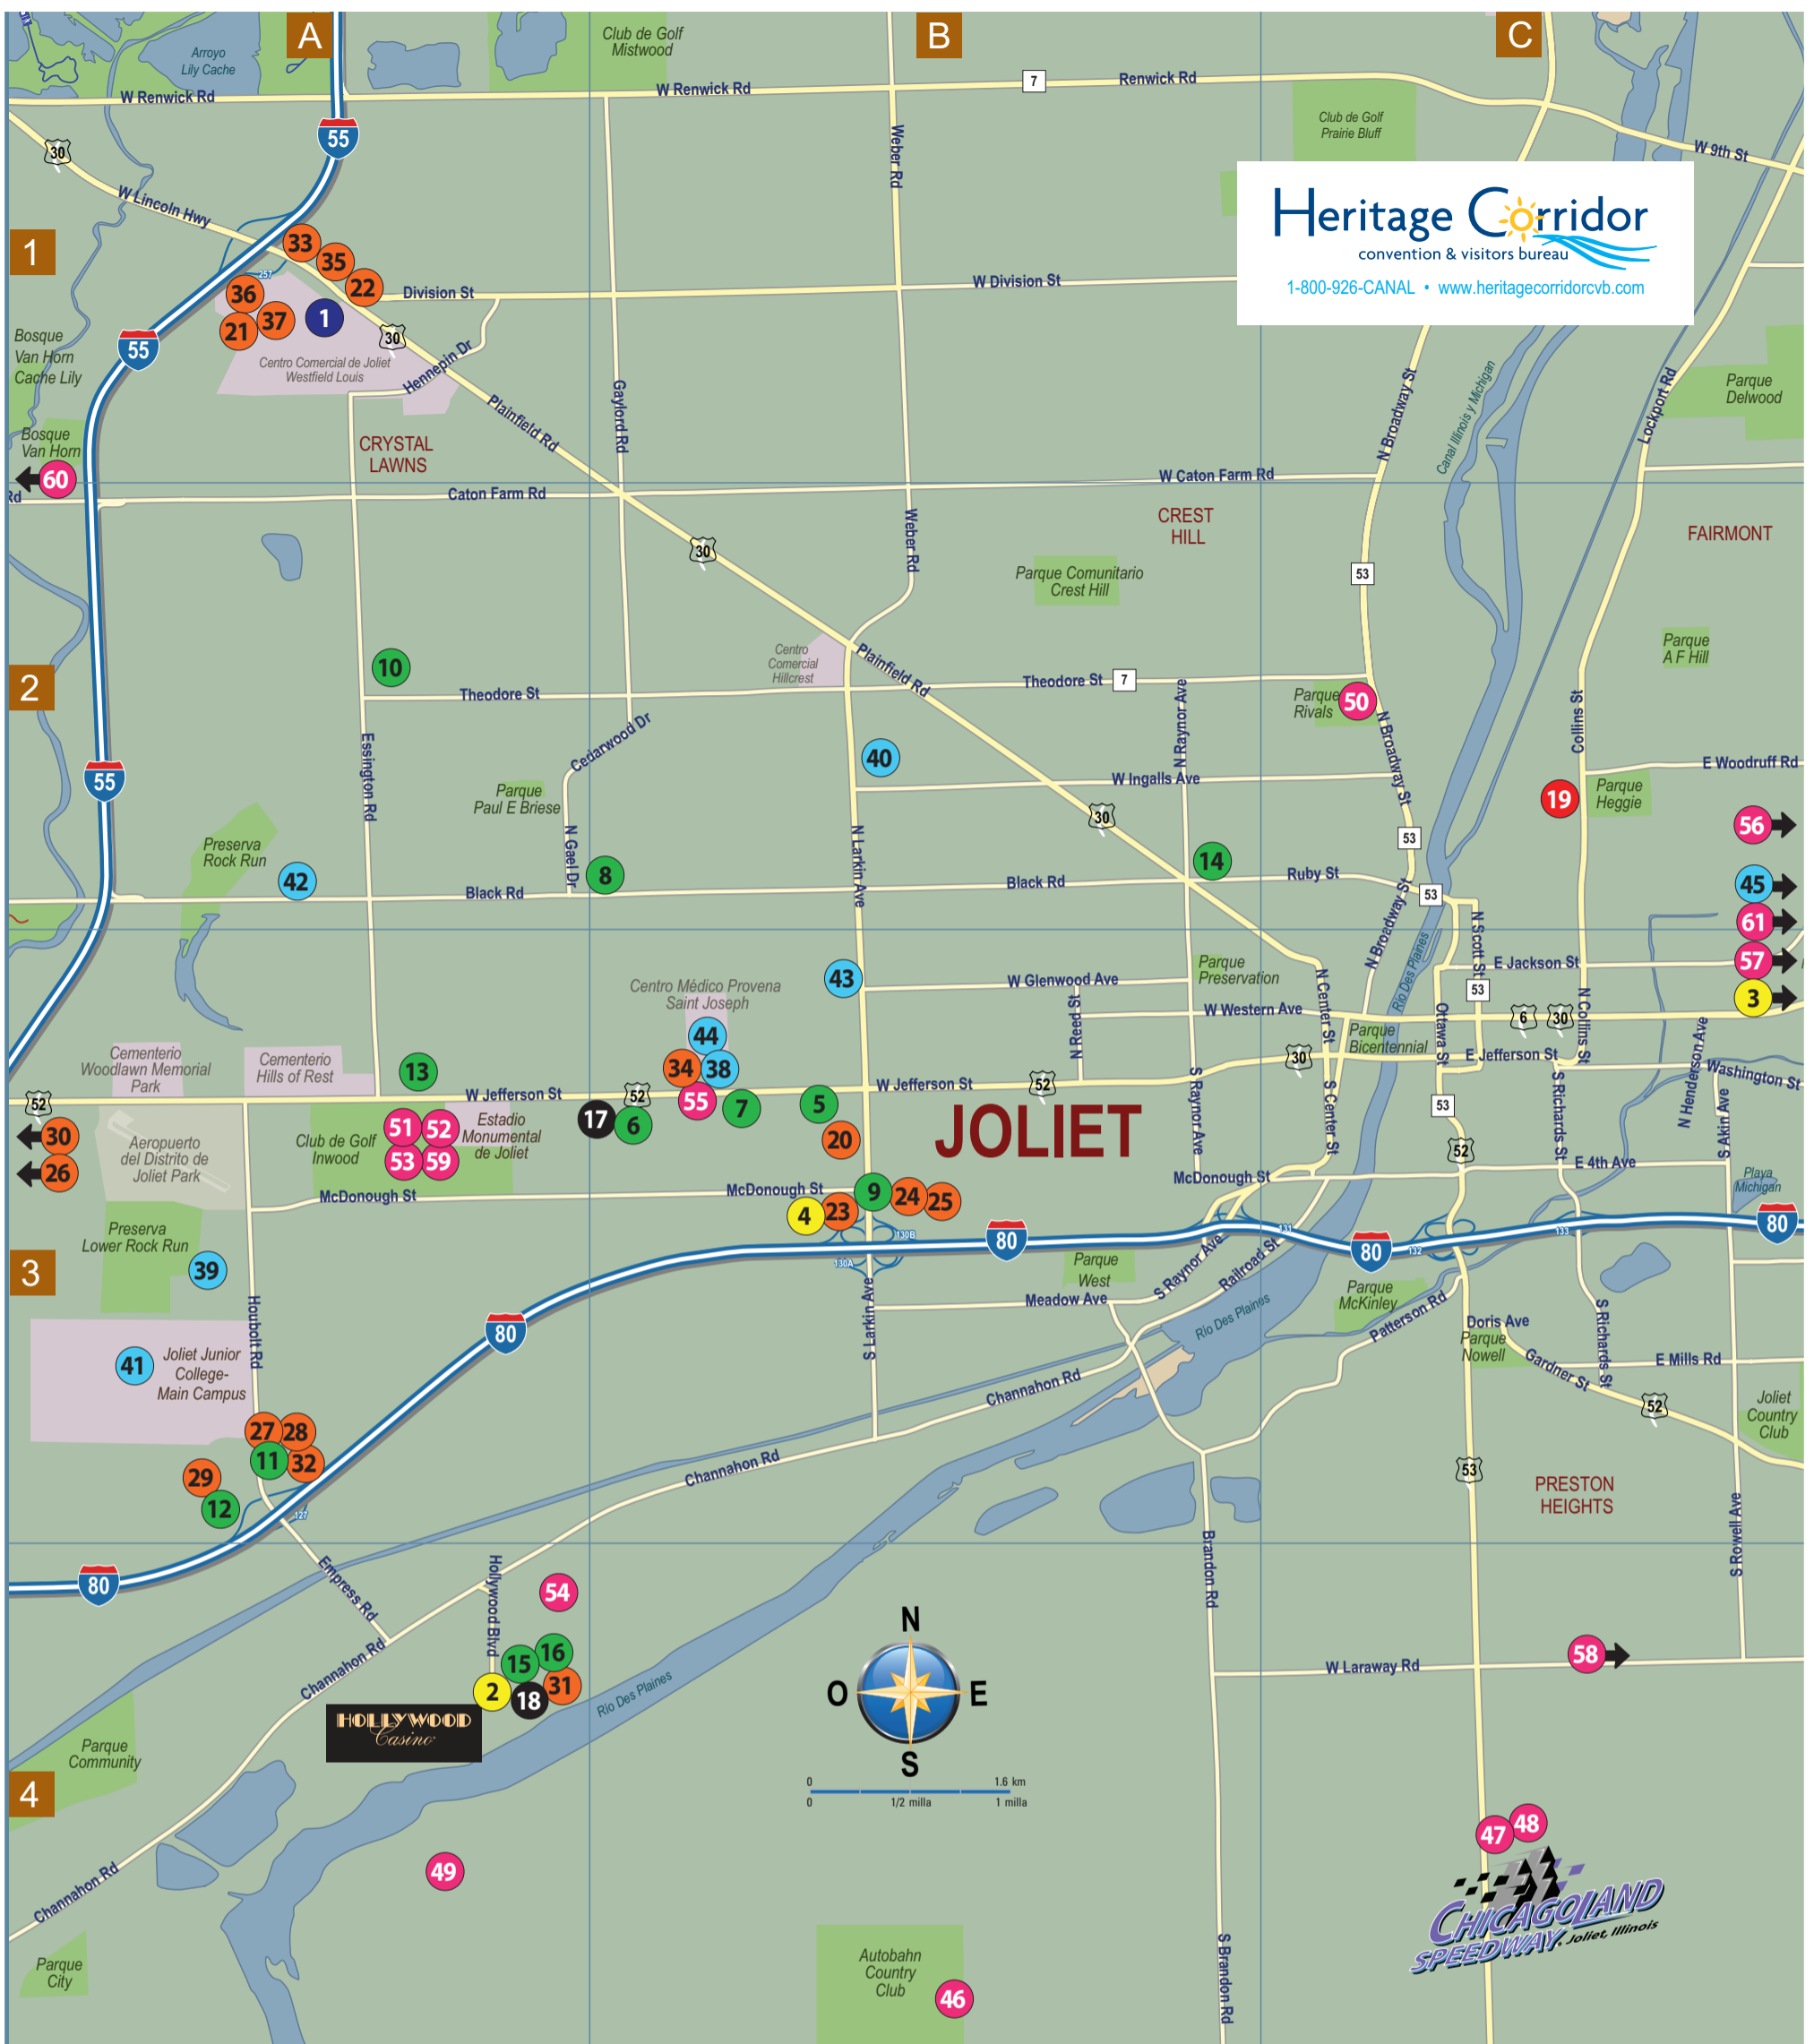 A
B
C
Arroyo
Lily Cache
Club de Golf
Mistwood
W Renwick Rd
W Renwick Rd
7
Renwick Rd
55
30
Weber Rd
Club de Golf
Prairie Bluff
W 9th St
W Lincoln Hwy
Heritage Corridor
convention & visitors bureau
1-800-926-CANAL • www.heritagecorridorcvb.com
1
33
35
257
22
36
Division St
W Division St
21
37
1
30
55
Bosque
Van Horn
Cache Lily
Centro Comercial de Joliet
Westfield Louis
Hennepin Dr
Gaylord Rd
Plainfield Rd
N Broadway St
Canal Illinois y Michigan
Lockport Rd
Parque
Delwood
Bosque
Van Horn
CRYSTAL
LAWNS
60
Rd
Caton Farm Rd
W Caton Farm Rd
CREST
HILL
FAIRMONT
Weber Rd
30
Parque Comunitario
Crest Hill
53
2
10
Centro
Comercial
Hillcrest
Plainfield Rd
Parque
A F Hill
Theodore St
Theodore St
7
N Raynor Ave
Parque
Rivals
50
Collins St
N Broadway St
Essington Rd
Cedarwood Dr
40
W Ingalls Ave
E Woodruff Rd
55
Parque
Paul E Briese
19
Parque
Heggie
30
56
Preserva
Rock Run
N Gael Dr
N Larkin Ave
53
42
8
14
45
Black Rd
Black Rd
Ruby St
53
61
N Broadway St
N Scott St
Rio Des Plaines
57
E Jackson St
Parque
Preservation
43
Centro Médico Provena
Saint Joseph
W Glenwood Ave
N Center St
53
3
N Reed St
W Western Ave
6
30
N Collins St
Ottawa St
Parque
Bicentennial
44
Cementerio
Woodlawn Memorial
Park
Cementerio
Hills of Rest
34
38
30
E Jefferson St
N Henderson Ave
Washington St
13
W Jefferson St
52
55
7
5
W Jefferson St
52
S Raynor Ave
S Center St
53
S Richards St
S Akin Ave
52
30
26
Aeropuerto
del Distrito de
Joliet Park
Club de Golf
Inwood
51
52
53
59
Estadio
Monumental
de Joliet
17
6
20
JOLIET
52
E 4th Ave
McDonough St
McDonough St
McDonough St
9
24
25
4
23
Playa
Michigan
80
Preserva
Lower Rock Run
130B
130A
80
131
80
132
133
3
39
Parque
West
S Raynor Ave
Railroad St
Parque
McKinley
Meadow Ave
Rio Des Plaines
Patterson Rd
Houbolt Rd
80
S Larkin Ave
Doris Ave
Parque
Nowell
S Richards St
E Mills Rd
Gardner St
41
Joliet Junior
College-
Main Campus
Channahon Rd
52
Joliet
Country
Club
27
28
11
32
29
12
127
Channahon Rd
53
PRESTON
HEIGHTS
S Rowell Ave
80
Empress Rd
Hollywood Blvd
54
Brandon Rd
N
O
E
S
15
16
2
18
31
Channahon Rd
Rio Des Plaines
58
W Laraway Rd
HOLLYWOOD
Casino
Parque
Community
0
1.6 km
0
1/2 milla
1 milla
4
47
48
49
Channahon Rd
CHICAGOLAND
SPEEDWAY, Joliet, Illinois
Parque
City
Autobahn
Country
Club
46
S Brandon Rd